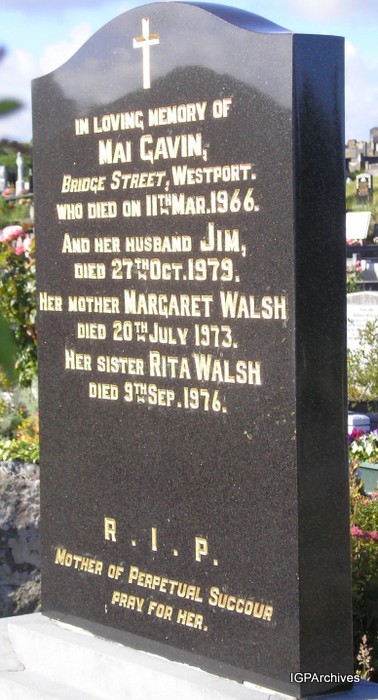 IN LOVING MEMORY OF
MAI GAVIN,
BRIDGE STREET, WESTPORT.
WHO DIED ON 11TH MAR. 1966.
AND HER HUSBAND JIM,
DIED 27TH OCT. 1979.
HER MOTHER MARGARET WALSH
DIED 20TH JULY 1973.
HER SISTER RITA WALSH
DIED 9TH SEP. 1976.
R . I . P.
MOTHER OF PERPETUAL SUCCOUR
PRAY FOR HER.
IGPArchives